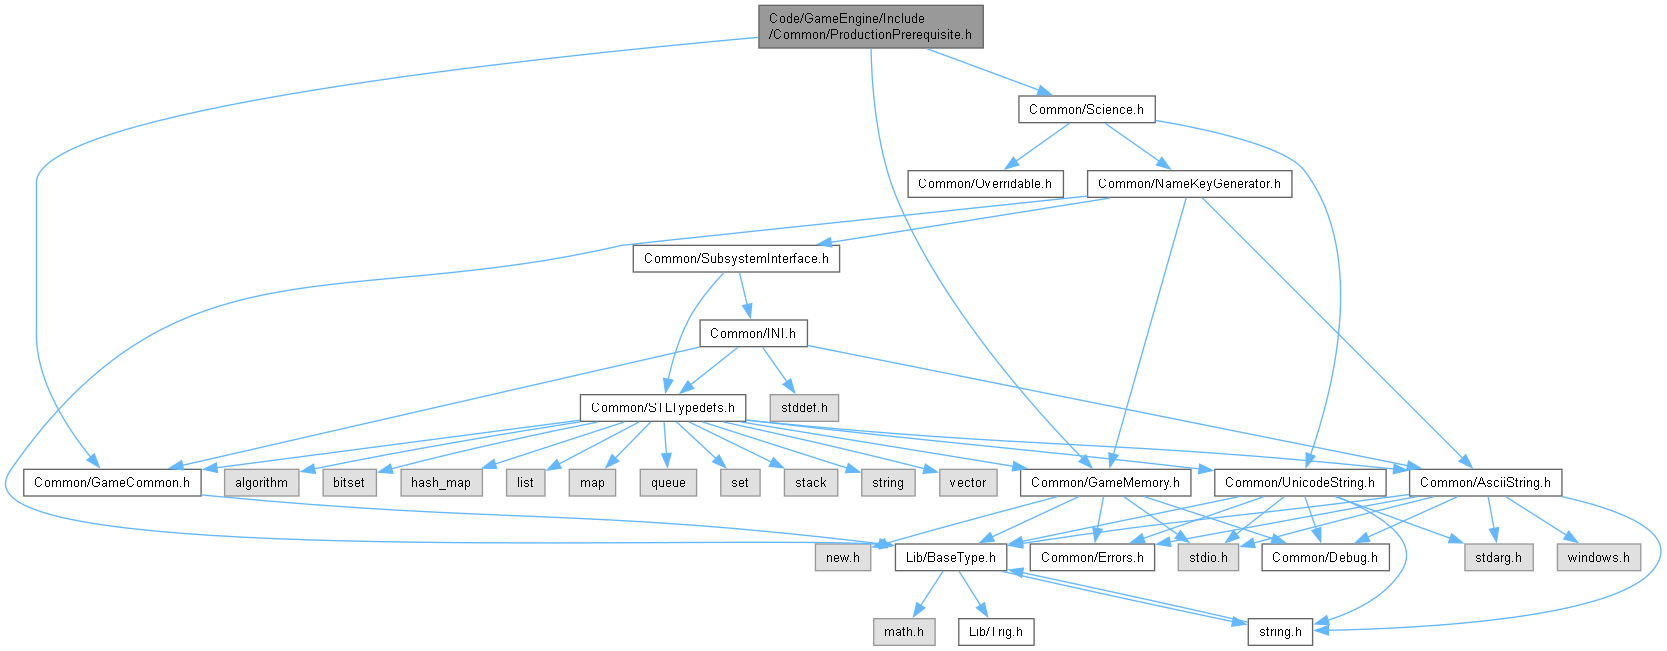 Code/GameEngine/Include
/Common/ProductionPrerequisite.h
Common/Science.h
Common/Overridable.h
Common/NameKeyGenerator.h
Common/SubsystemInterface.h
Common/INI.h
Common/STLTypedefs.h
stddef.h
Common/GameCommon.h
algorithm
bitset
hash_map
list
map
queue
set
stack
string
vector
Common/GameMemory.h
Common/UnicodeString.h
Common/AsciiString.h
new.h
Lib/BaseType.h
Common/Errors.h
stdio.h
Common/Debug.h
stdarg.h
windows.h
math.h
Lib/Trig.h
string.h